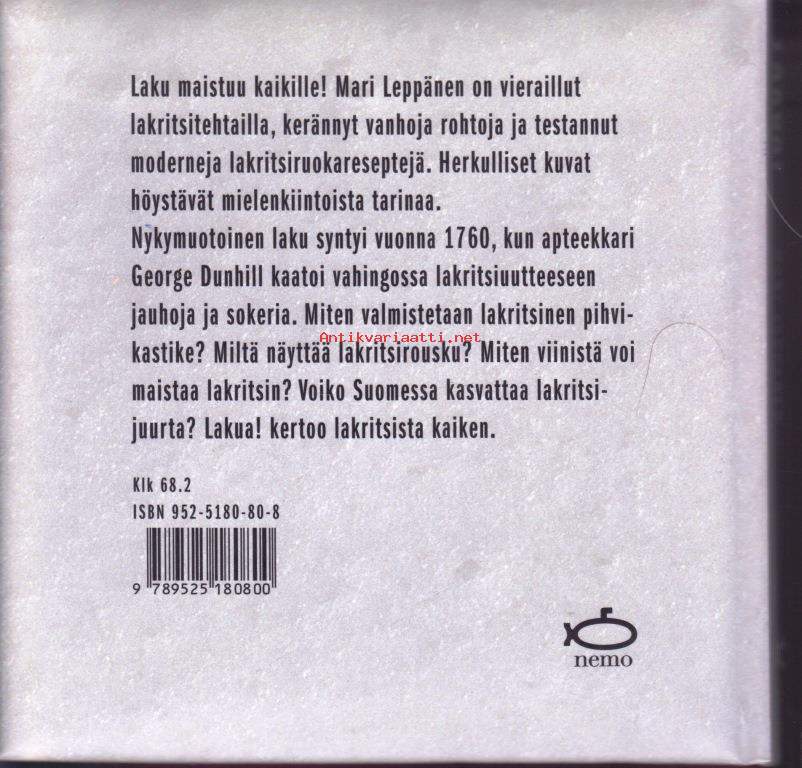 Laku maistuu kaikille! Mari Leppänen on vieraillut
lakritsitehtailla, kerännyt vanhoja rohtoja ja testannut
moderneja lakritsiruokareseptejä. Herkulliset kuvat
höystävät mielenkiintoista tarinaa.
Nykymuotoinen laku syntyi vuonna 1760, kun apteekkari
George Dunhill kaatoi vahingossa lakritsiuutteeseen
jauhoja ja sokeria. Miten valmistetaan lakritsinen pihvi-
Antikvariaatti.net
kastike? Miltä näyttää lakritsirousku? Miten viinistä voi
maistaa lakritsin? Voiko Suomessa kasvattaa lakritsi-
juurta? Lakua! kertoo lakritsista kaiken.
Klk 68.2
ISBN 952-5180-80-8
9 789525 180800
nemo